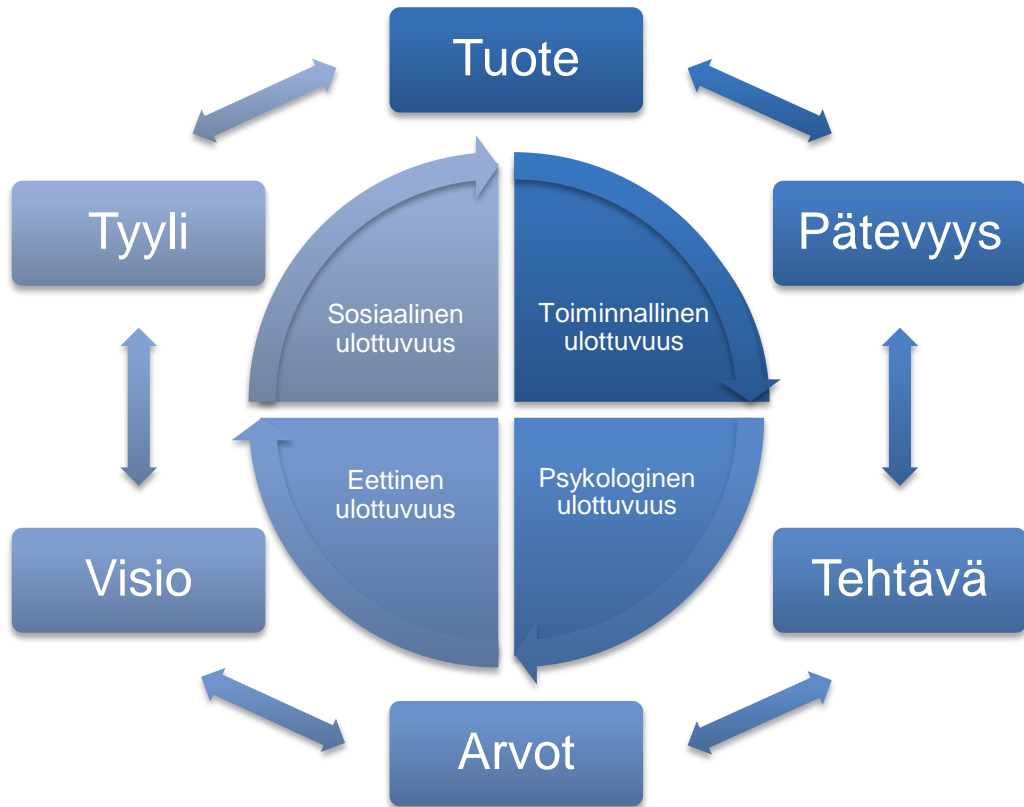 Tuote
Tyyli
Pätevyys
Sosiaalinen
ulottuvuus
Toiminnallinen
ulottuvuus
Eettinen
ulottuvuus
Psykologinen
ulottuvuus
Visio
Tehtävä
Arvot